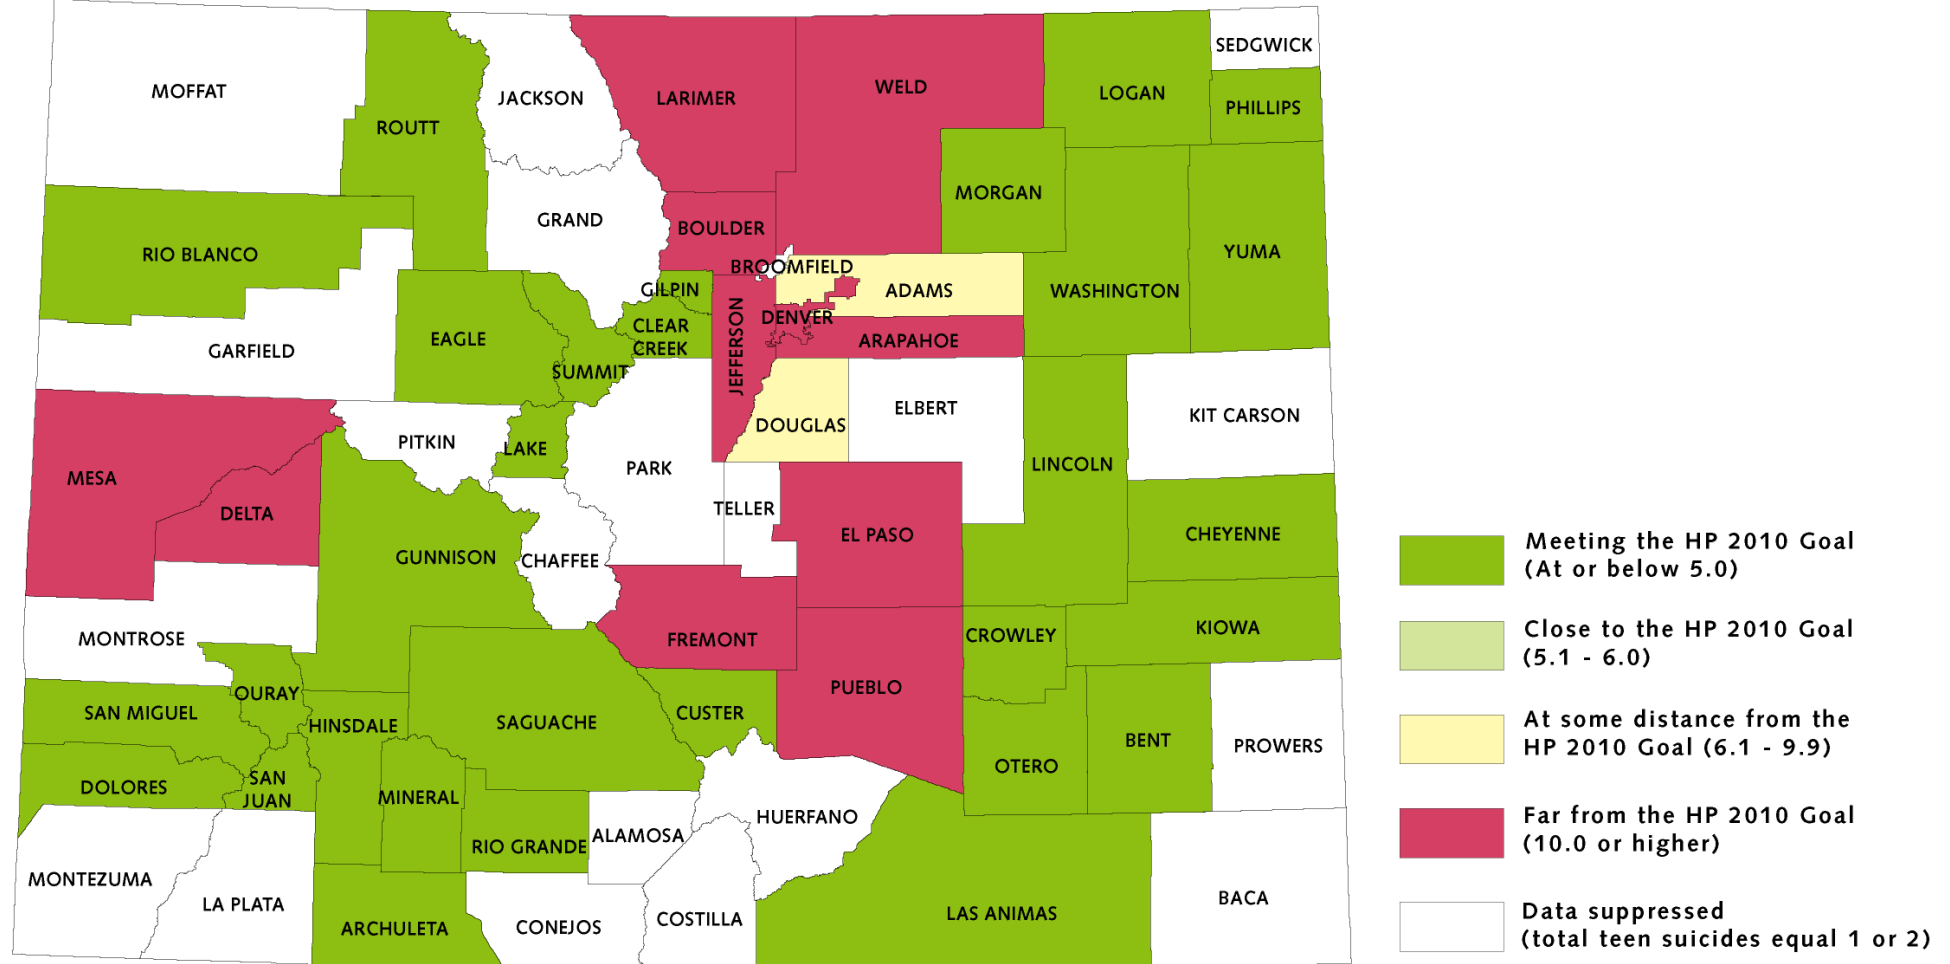 SEDGWICK
MOFFAT
JACKSON
LARIMER
WELD
LOGAN
PHILLIPS
ROUTT
MORGAN
GRAND
BOULDER
YUMA
RIO BLANCO
BROOMFIELD
GILPIN
ADAMS
WASHINGTON
DENVER
CLEAR
CREEK
JEFFERSON
ARAPAHOE
EAGLE
GARFIELD
SUMMIT
ELBERT
KIT CARSON
DOUGLAS
PITKIN
LAKE
PARK
LINCOLN
MESA
DELTA
TELLER
EL PASO
CHEYENNE
GUNNISON
CHAFFEE
MONTROSE
FREMONT
CROWLEY
KIOWA
OURAY
PUEBLO
SAN MIGUEL
HINSDALE
SAGUACHE
CUSTER
BENT
PROWERS
OTERO
DOLORES
SAN
JUAN
MINERAL
HUERFANO
RIO GRANDE
ALAMOSA
MONTEZUMA
LA PLATA
ARCHULETA
CONEJOS
COSTILLA
LAS ANIMAS
BACA
Meeting the HP 2010 Goal
(At or below 5.0)
Close to the HP 2010 Goal
(5.1 - 6.0)
At some distance from the
HP 2010 Goal (6.1 - 9.9)
Far from the HP 2010 Goal
(10.0 or higher)
Data suppressed
(total teen suicides equal 1 or 2)